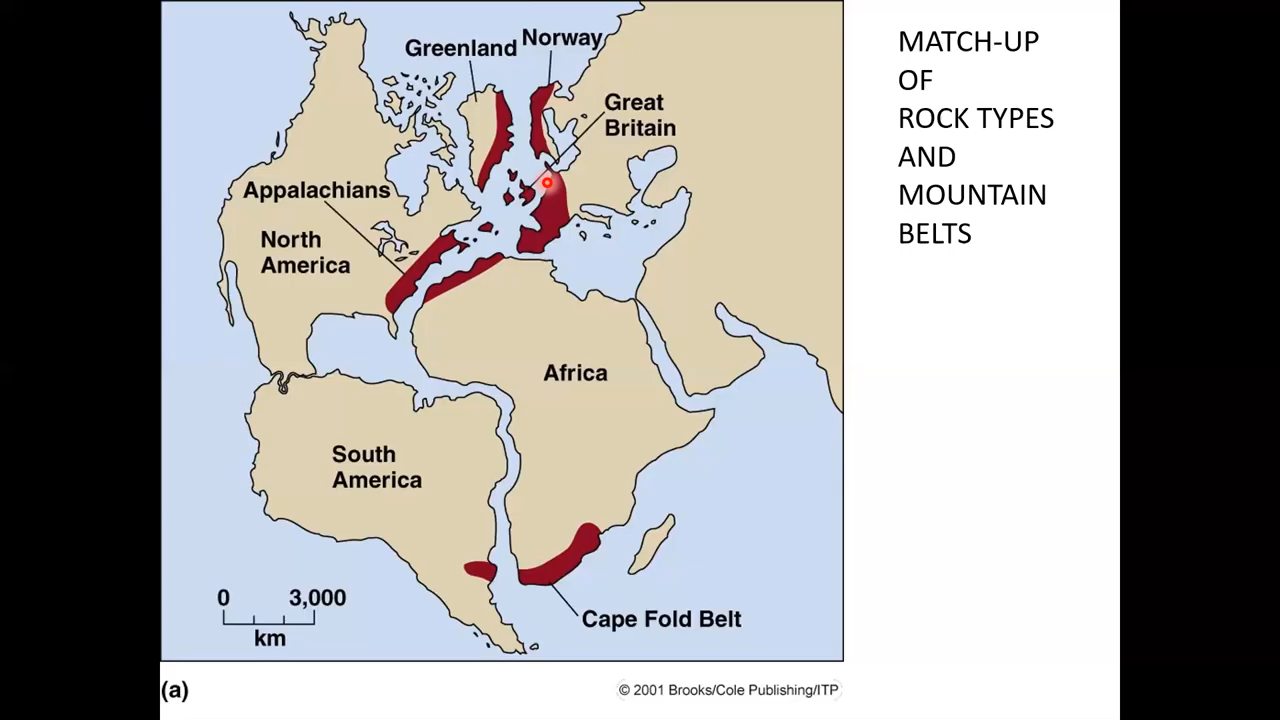 Greenland
Norway
Great
Britain
Appalachians
North
America
Africa
South
America
0 3,000
km
Cape Fold Belt
(a)
© 2001 Brooks/Cole Publishing/ITP
MATCH-UP
OF
ROCK TYPES
AND
MOUNTAIN
BELTS